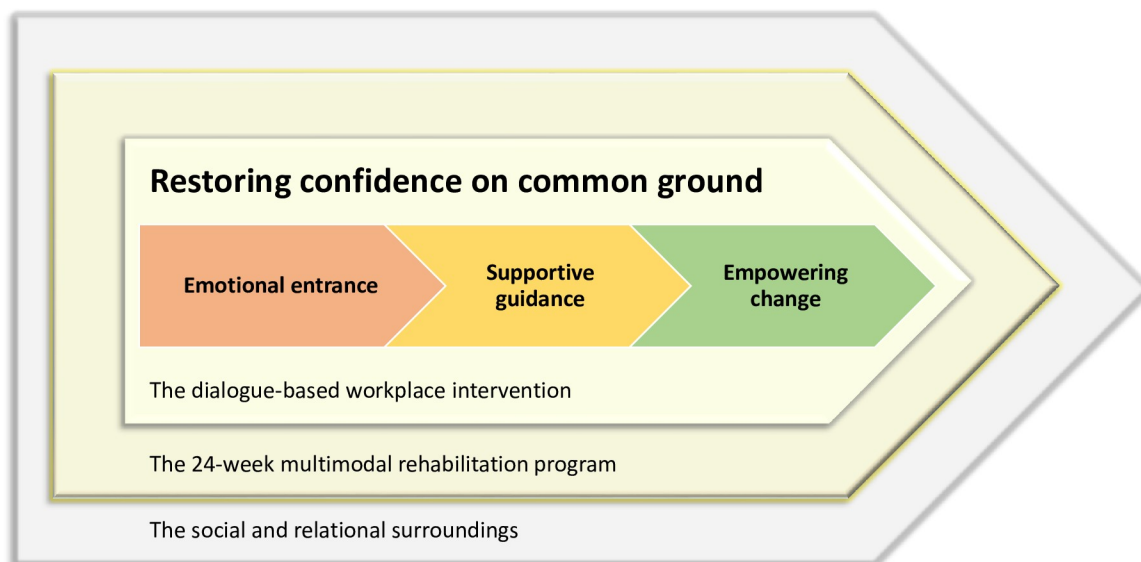 Restoring confidence on common ground
Emotional entrance
Supportive
guidance
Empowering
change
The dialogue-based workplace intervention
The 24-week multimodal rehabilitation program
The social and relational surroundings